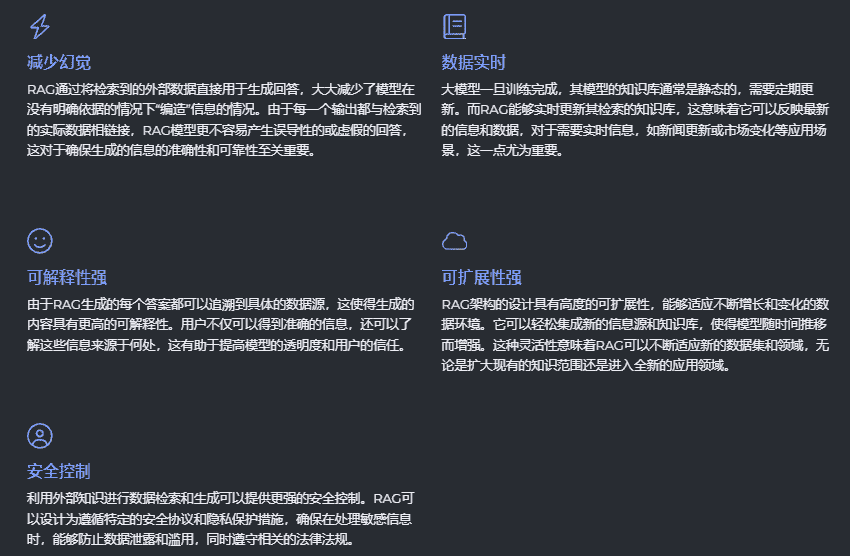 减少幻觉
RAG通过将检索到的外部数据直接用于生成回答，大大减少了模型在
没有明确依据的情况下“编造”信息的情况。由于每一个输出都与检索到
的实际数据相链接，RAG模型更不容易产生误导性的或虚假的回答，
这对于确保生成的信息的准确性和可靠性至关重要。
数据实时
大模型一旦训练完成，其模型的知识库通常是静态的，需要定期更
新。而RAG能够实时更新其检索的知识库，这意味着它可以反映最新
的信息和数据，对于需要实时信息，如新闻更新或市场变化等应用场
景，这一点尤为重要。
可解释性强
由于RAG生成的每个答案都可以追溯到具体的数据源，这使得生成的
内容具有更高的可解释性。用户不仅可以得到准确的信息，还可以了
解这些信息来源于何处，这有助于提高模型的透明度和用户的信任。
可扩展性强
RAG架构的设计具有高度的可扩展性，能够适应不断增长和变化的数
据环境。它可以轻松集成新的信息源和知识库，使得模型随时间推移
而增强。这种灵活性意味着RAG可以不断适应新的数据集和领域，无
论是扩大现有的知识范围还是进入全新的应用领域。
安全控制
利用外部知识进行数据检索和生成可以提供更强的安全控制。RAG可
以设计为遵循特定的安全协议和隐私保护措施，确保在处理敏感信息
时，能够防止数据泄露和滥用，同时遵守相关的法律法规。